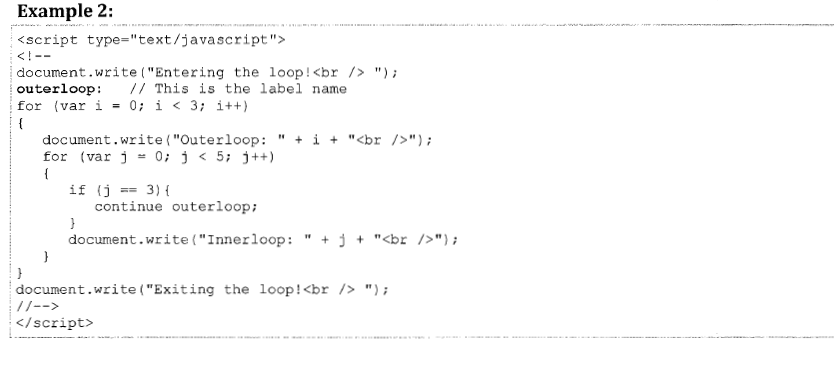 Example 2:
<script type="text/javascript">
<!--
document.write("Entering the loop!<br /> ");
outerloop:   // This is the label name
for (var i = 0; i < 3; i++)
{
   document.write("Outerloop: " + i + "<br />");
   for (var j = 0; j < 5; j++)
   {
      if (j == 3){
         continue outerloop;
      }
      document.write("Innerloop: " + j + "<br />");
   }
}
document.write("Exiting the loop!<br /> ");
//-->
</script>